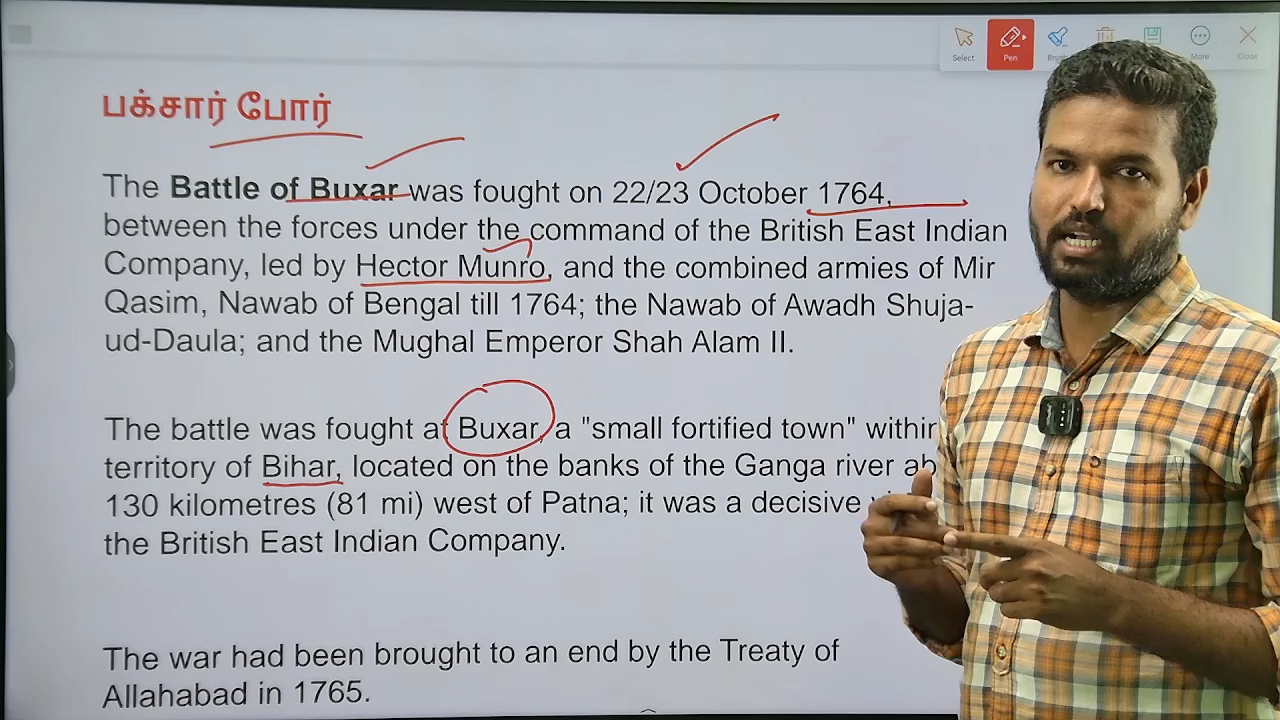 Select
Pen
More
Close
பக்சார் போர்
The Battle of Buxar was fought on 22/23 October 1764,
between the forces under the command of the British East Indian
Company, led by Hector Munro, and the combined armies of Mir
Qasim, Nawab of Bengal till 1764; the Nawab of Awadh Shuja-
ud-Daula; and the Mughal Emperor Shah Alam II.
The battle was fought at Buxar, a "small fortified town" within
territory of Bihar, located on the banks of the Ganga river
130 kilometres (81 mi) west of Patna; it was a decisive
the British East Indian Company.
The war had been brought to an end by the Treaty of
Allahabad in 1765.